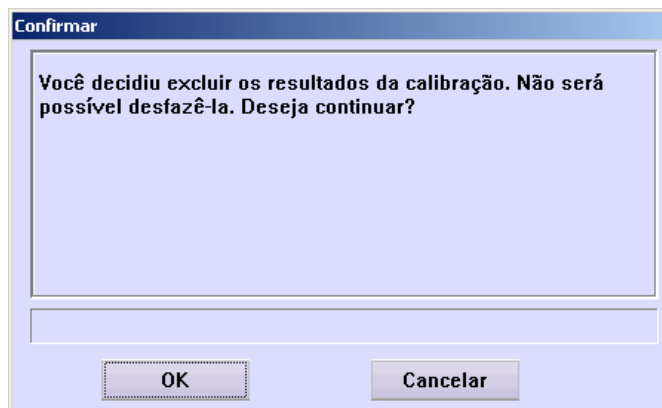 Confirmar
Você decidiu excluir os resultados da calibração. Não será
possível desfazê-la. Deseja continuar?
OK
Cancelar